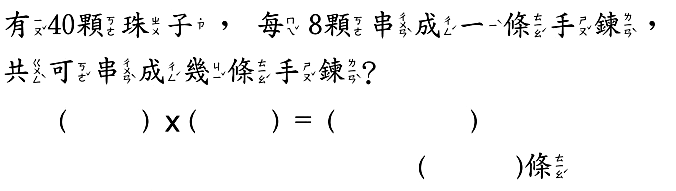 有40顆珠子，每8顆串成一條手鍊，
共可串成幾條手鍊?
(　　) x (　　) = (　　　　)
(　　　)條